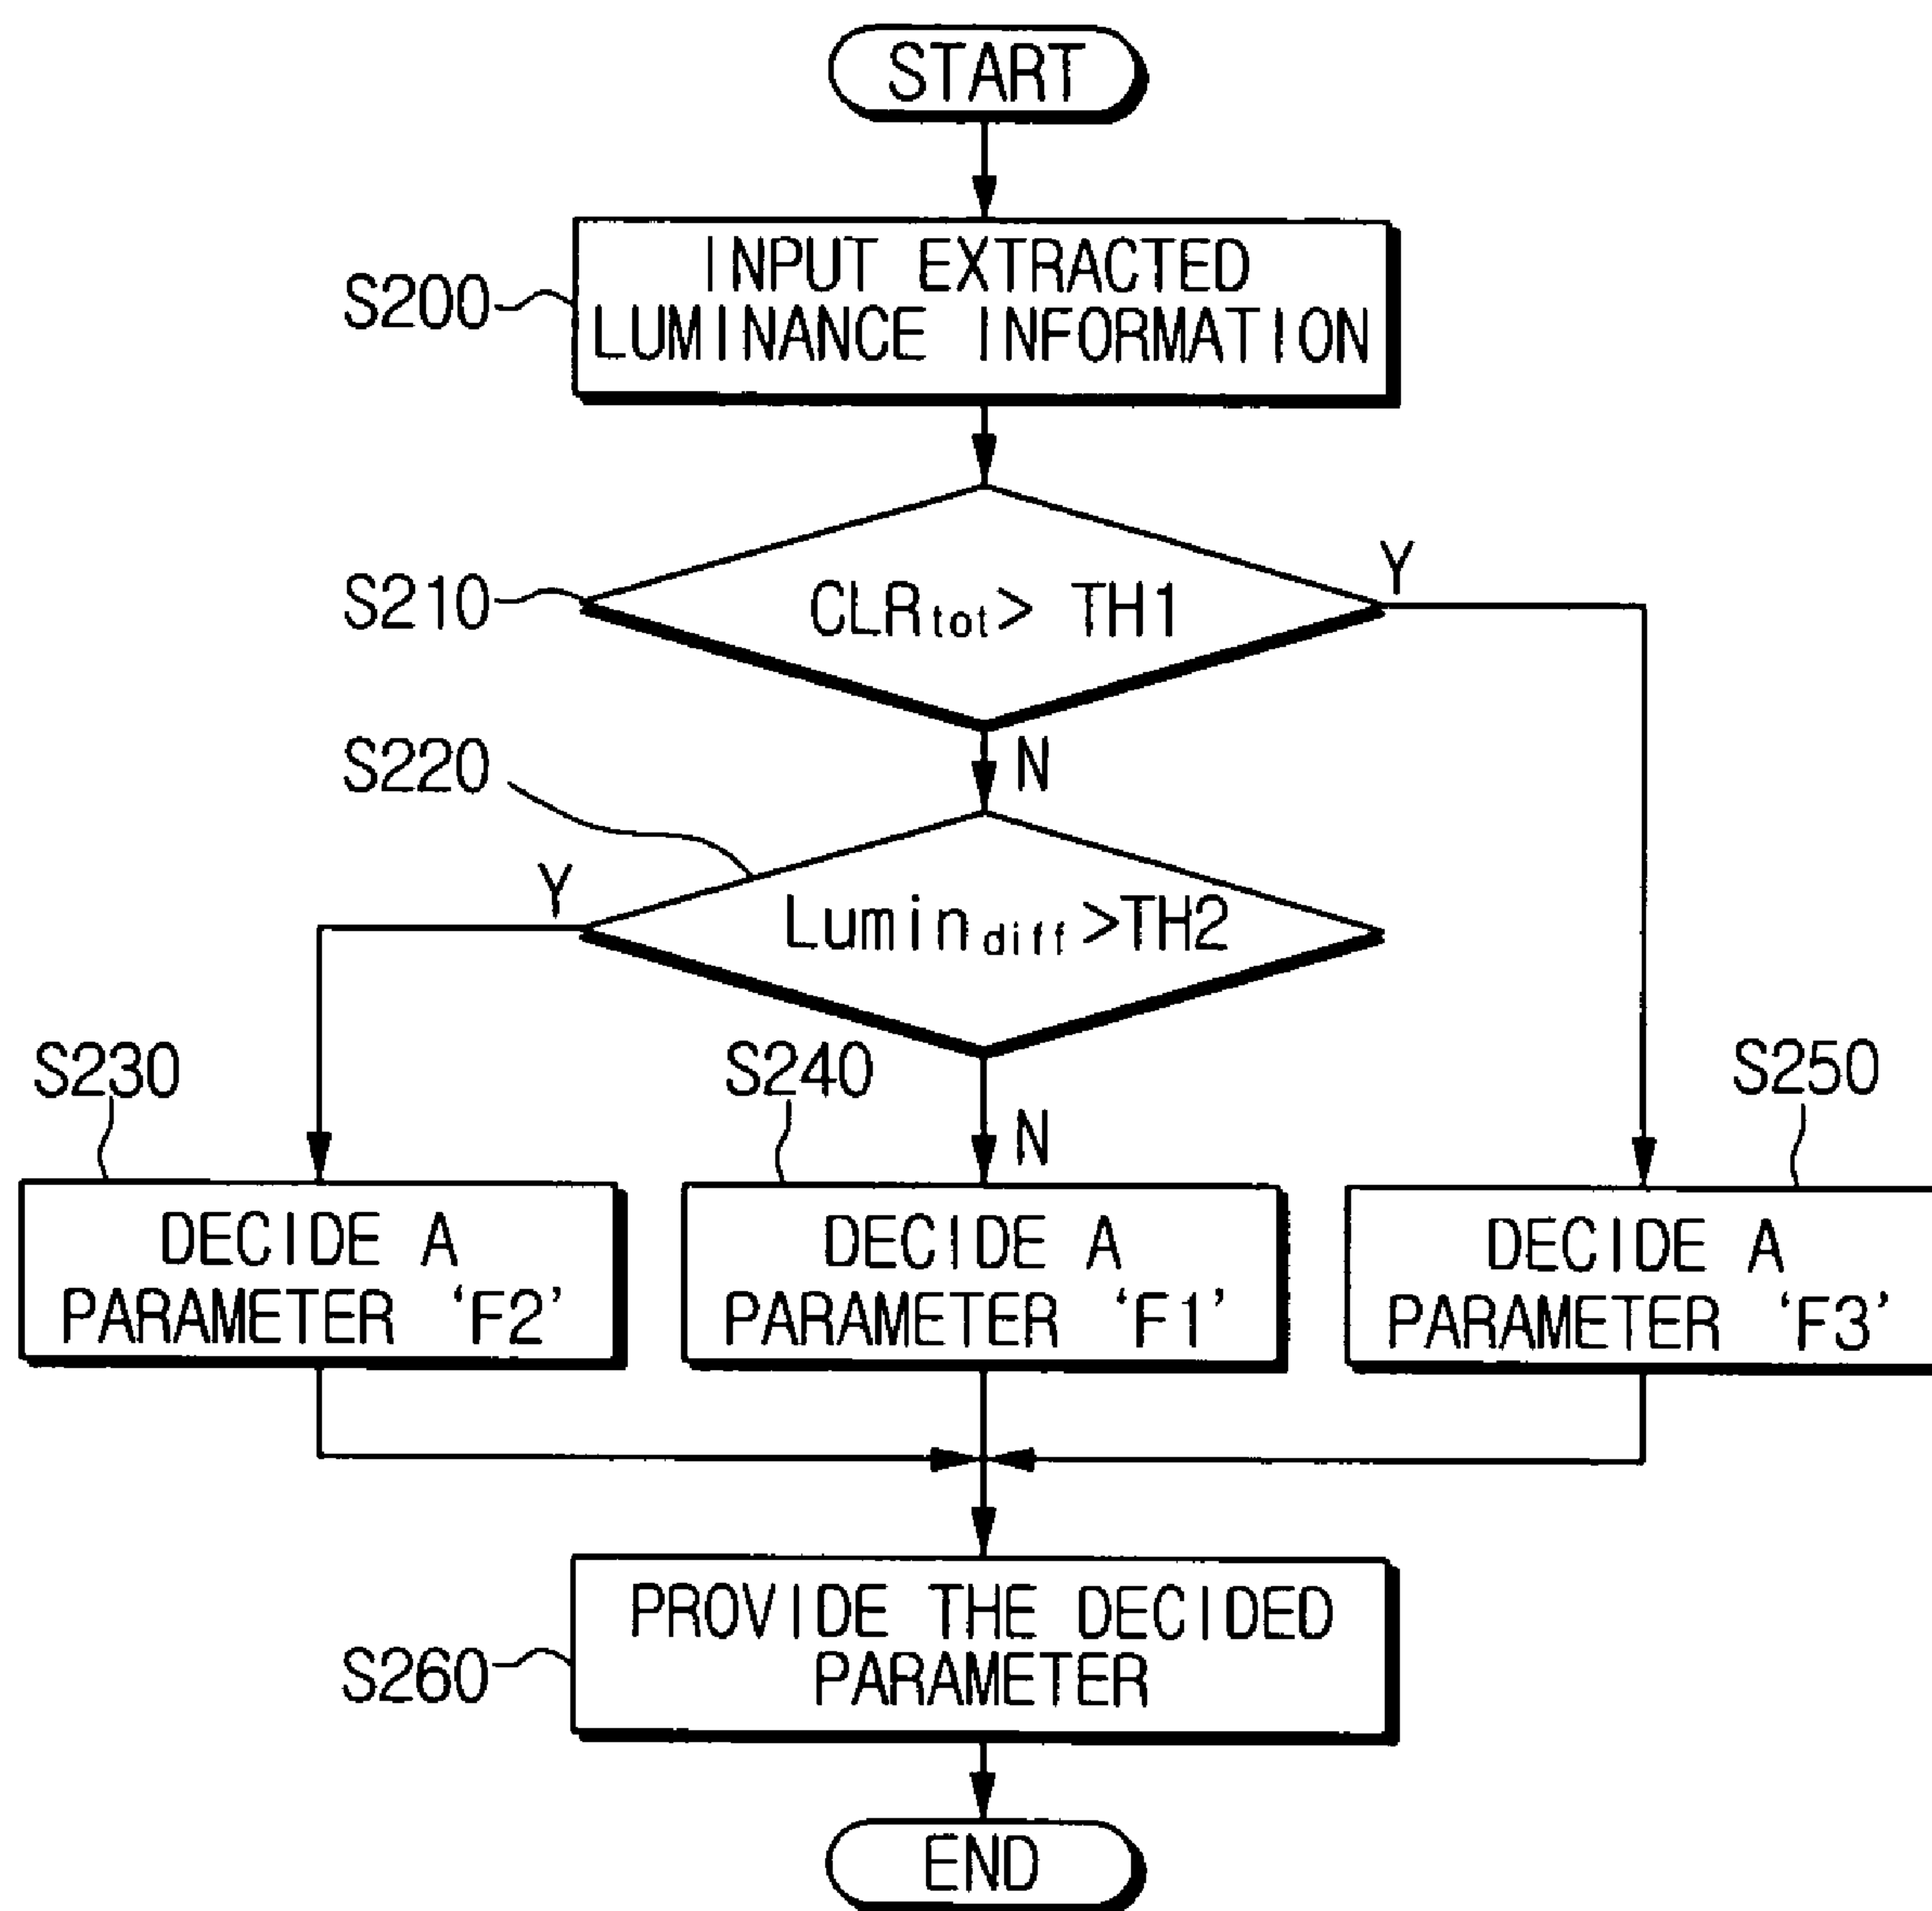 START
INPUT EXTRACTED
LUMINANCE INFORMATION
S200
S210
CLRtot> TH1
Y
N
S220
Lumindiff>TH2
Y
N
S230
DECIDE A
PARAMETER ‘F2’
S240
DECIDE A
PARAMETER ‘F1’
S250
DECIDE A
PARAMETER ‘F3’
S260
PROVIDE THE DECIDED
PARAMETER
END